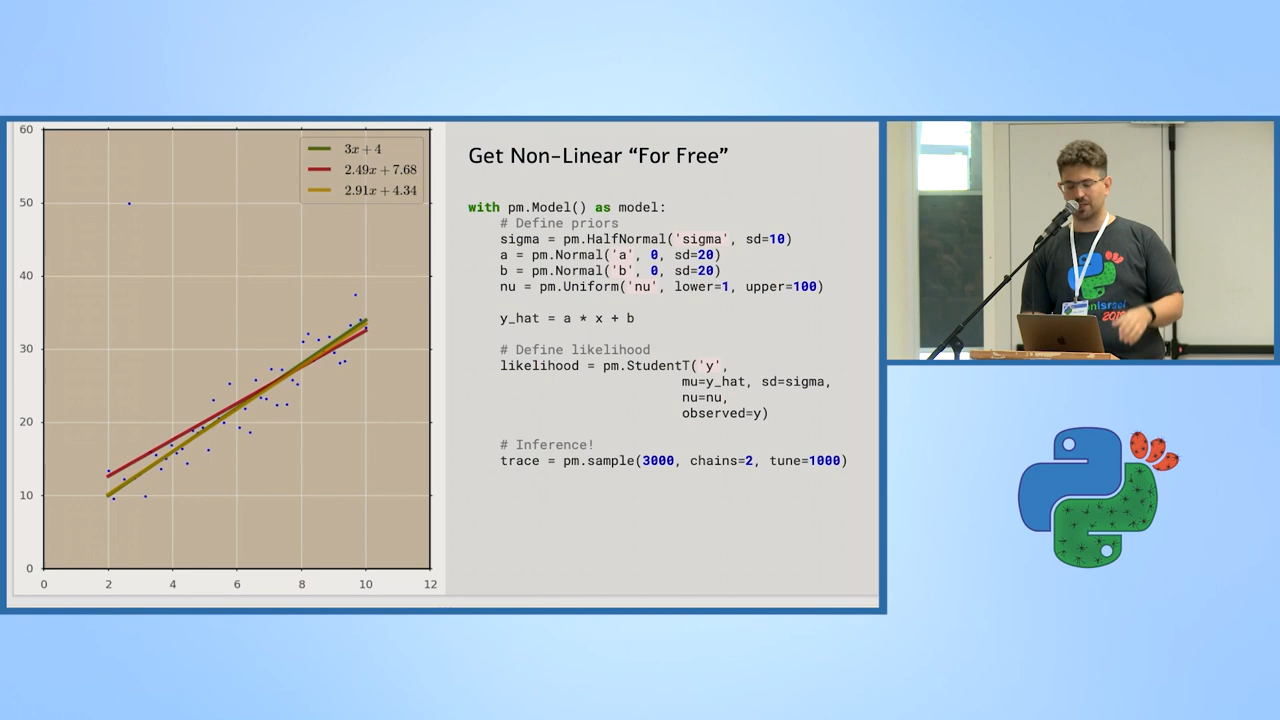 60
50
40
30
20
10
0
0 2 4 6 8 10 12
3x + 4
2.49x + 7.68
2.91x + 4.34
Get Non-Linear “For Free”
with pm.Model() as model:
# Define priors
sigma = pm.HalfNormal('sigma', sd=10)
a = pm.Normal('a', 0, sd=20)
b = pm.Normal('b', 0, sd=20)
nu = pm.Uniform('nu', lower=1, upper=100)
y_hat = a * x + b
# Define likelihood
likelihood = pm.StudentT('y',
mu=y_hat, sd=sigma,
nu=nu,
observed=y)
# Inference!
trace = pm.sample(3000, chains=2, tune=1000)